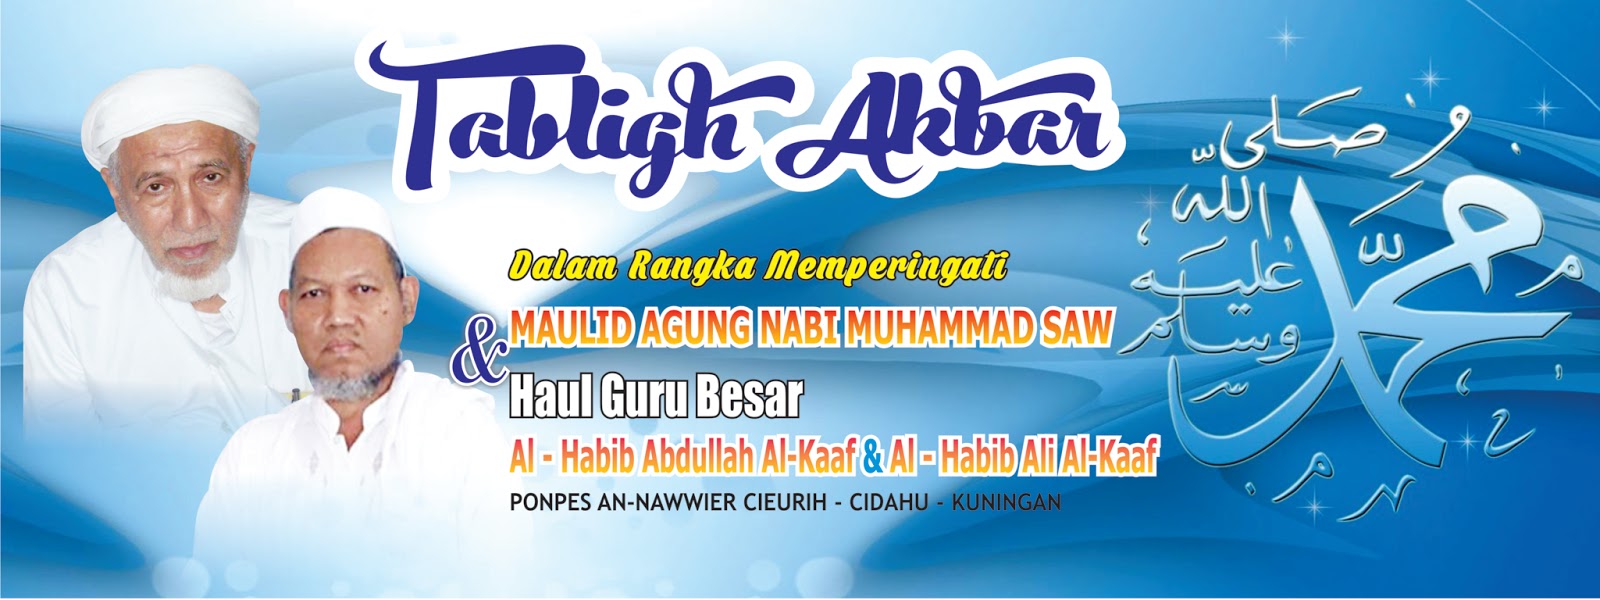 Tabligh Akbar
Dalam Rangka Memperingati
MAULID AGUNG NABI MUHAMMAD SAW
& Haul Guru Besar
Al - Habib Abdullah Al-Kaaf & Al - Habib Ali Al-Kaaf
PONPES AN-NAWWIER CIEURIH - CIDAHU - KUNINGAN
محمد
صلى
الله
عليه
وسلم